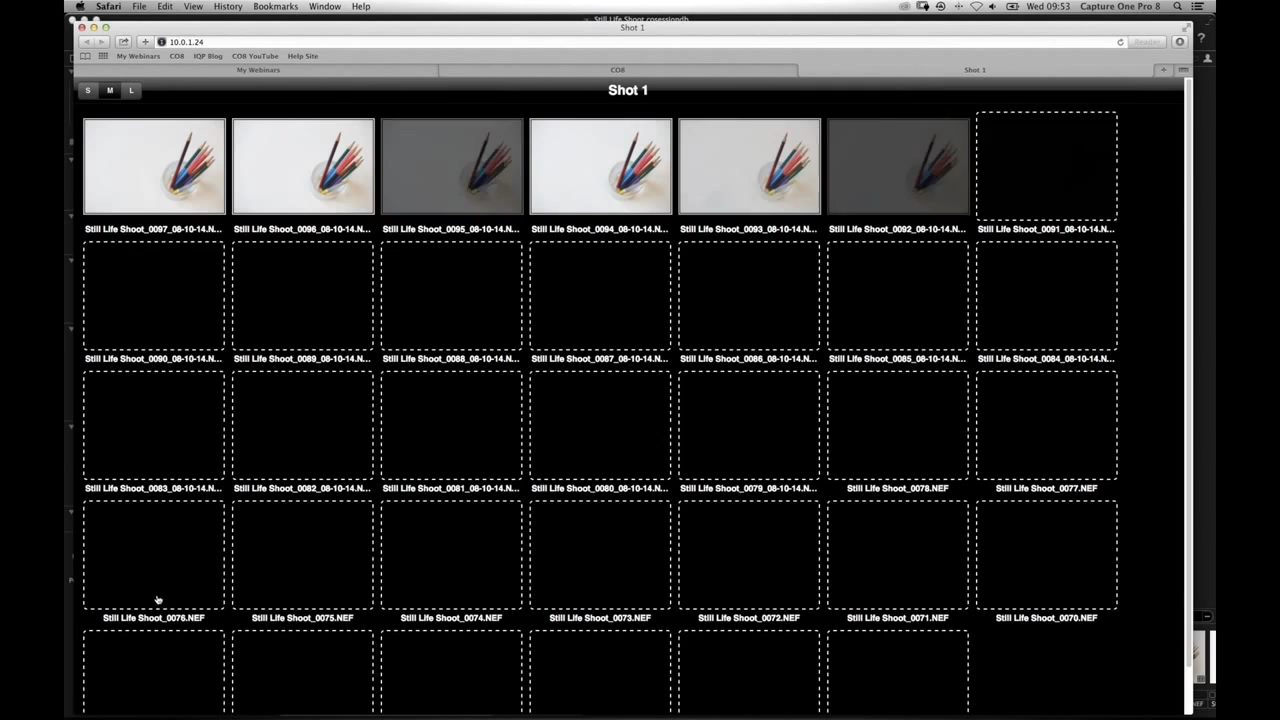 Safari File Edit View History Bookmarks Window Help Wed 09:53 Capture One Pro 8
Still Life Shoot.cosessiondb
Shot 1
10.0.1.24 Reader
My Webinars CO8 IQP Blog CO8 YouTube Help Site
My Webinars CO8 Shot 1
S M L Shot 1
Still Life Shoot_0097_08-10-14.N... Still Life Shoot_0096_08-10-14.N... Still Life Shoot_0095_08-10-14.N... Still Life Shoot_0094_08-10-14.N... Still Life Shoot_0093_08-10-14.N... Still Life Shoot_0092_08-10-14.N... Still Life Shoot_0091_08-10-14.N...
Still Life Shoot_0090_08-10-14.N... Still Life Shoot_0089_08-10-14.N... Still Life Shoot_0088_08-10-14.N... Still Life Shoot_0087_08-10-14.N... Still Life Shoot_0086_08-10-14.N... Still Life Shoot_0085_08-10-14.N... Still Life Shoot_0084_08-10-14.N...
Still Life Shoot_0083_08-10-14.N... Still Life Shoot_0082_08-10-14.N... Still Life Shoot_0081_08-10-14.N... Still Life Shoot_0080_08-10-14.N... Still Life Shoot_0079_08-10-14.N... Still Life Shoot_0078.NEF Still Life Shoot_0077.NEF
Still Life Shoot_0076.NEF Still Life Shoot_0075.NEF Still Life Shoot_0074.NEF Still Life Shoot_0073.NEF Still Life Shoot_0072.NEF Still Life Shoot_0071.NEF Still Life Shoot_0070.NEF